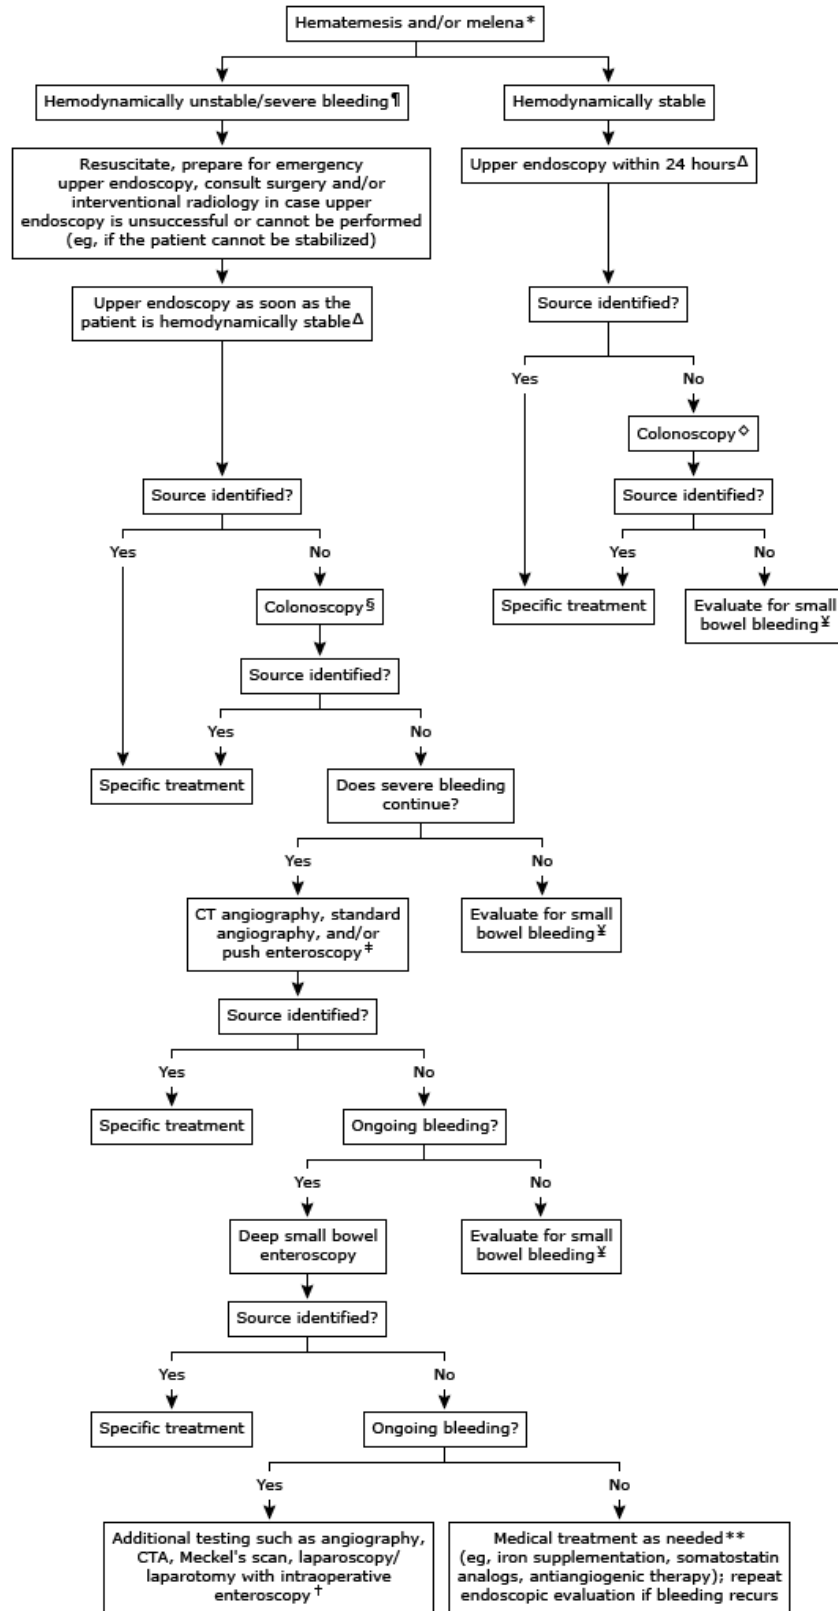 Hematemesis and/or melena*
Hemodynamically unstable/severe bleeding¶
Hemodynamically stable
Resuscitate, prepare for emergency
upper endoscopy, consult surgery and/or
interventional radiology in case upper
endoscopy is unsuccessful or cannot be performed
(eg, if the patient cannot be stabilized)
Upper endoscopy within 24 hoursΔ
Upper endoscopy as soon as the
patient is hemodynamically stableΔ
Source identified?
Yes
No
Colonoscopy◇
Source identified?
Source identified?
Yes
No
Yes
No
Colonoscopy§
Specific treatment
Evaluate for small
bowel bleeding¥
Source identified?
Yes
No
Specific treatment
Does severe bleeding
continue?
Yes
No
CT angiography, standard
angiography, and/or
push enteroscopy‡
Evaluate for small
bowel bleeding¥
Source identified?
Yes
No
Specific treatment
Ongoing bleeding?
Yes
No
Deep small bowel
enteroscopy
Evaluate for small
bowel bleeding¥
Source identified?
Yes
No
Specific treatment
Ongoing bleeding?
Yes
No
Additional testing such as angiography,
CTA, Meckel's scan, laparoscopy/
laparotomy with intraoperative
enteroscopy†
Medical treatment as needed**
(eg, iron supplementation, somatostatin
analogs, antiangiogenic therapy); repeat
endoscopic evaluation if bleeding recurs